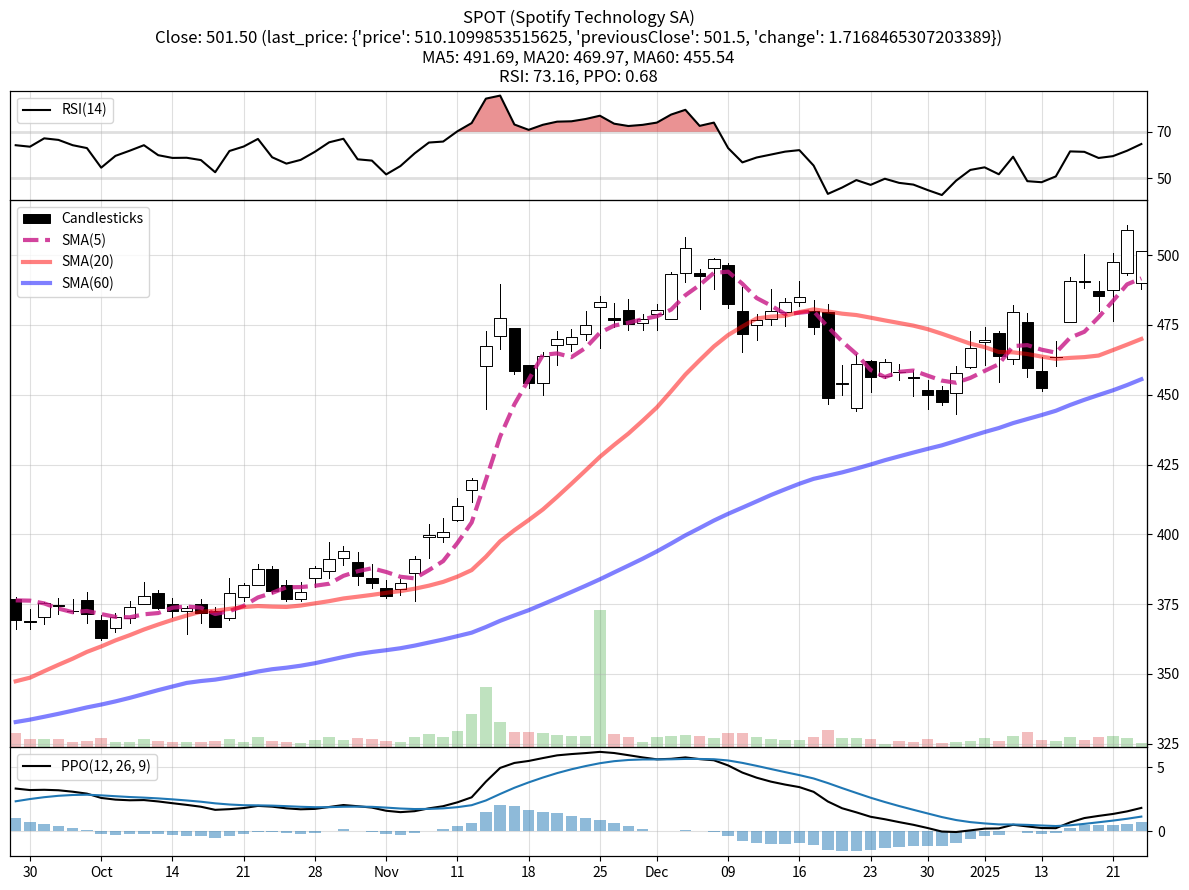 SPOT (Spotify Technology SA)
Close: 501.50 (last_price: {'price': 510.1099853515625, 'previousClose': 501.5, 'change': 1.7168465307203389})
MA5: 491.69, MA20: 469.97, MA60: 455.54
RSI: 73.16, PPO: 0.68
RSI(14)
70
50
Candlesticks
SMA(5)
SMA(20)
SMA(60)
500
475
450
425
400
375
350
325
PPO(12, 26, 9)
5
0
30 Oct 14 21 28 Nov 11 18 25 Dec 09 16 23 30 2025 13 21